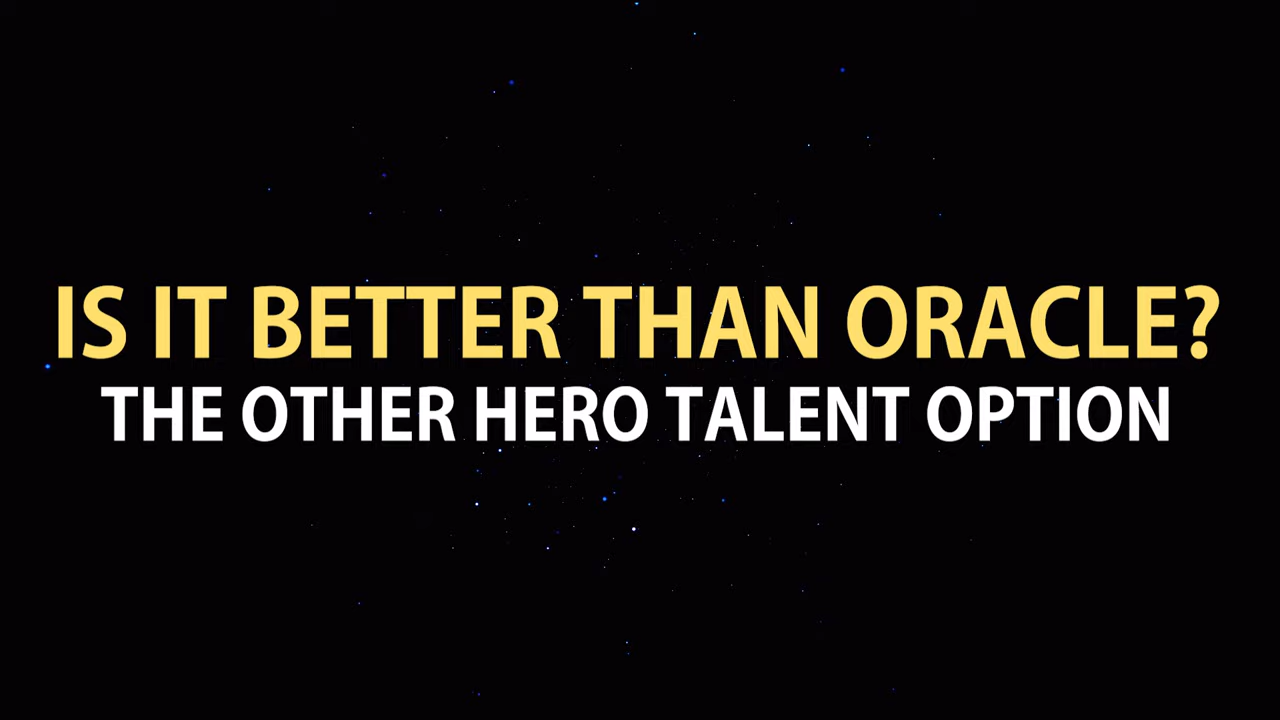 IS IT BETTER THAN ORACLE?
THE OTHER HERO TALENT OPTION